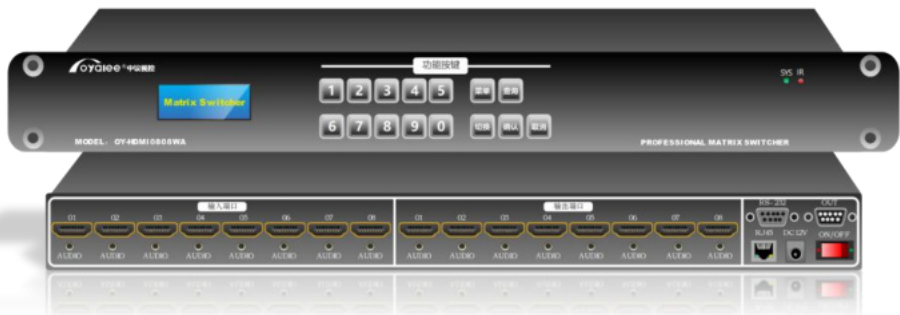 oyalee®中议视控
功能按键
SYS IR
Matrix Switcher
1 2 3 4 5 菜单 查询
6 7 8 9 0 切换 确认 取消
MODEL: OY-HDMI0808WA
PROFESSIONAL MATRIX SWITCHER
输入端口
输出端口
RS-232
OUT
01 02 03 04 05 06 07 08
01 02 03 04 05 06 07 08
RJ45 DC12V ON/OFF
AUDIO AUDIO AUDIO AUDIO AUDIO AUDIO AUDIO AUDIO
AUDIO AUDIO AUDIO AUDIO AUDIO AUDIO AUDIO AUDIO